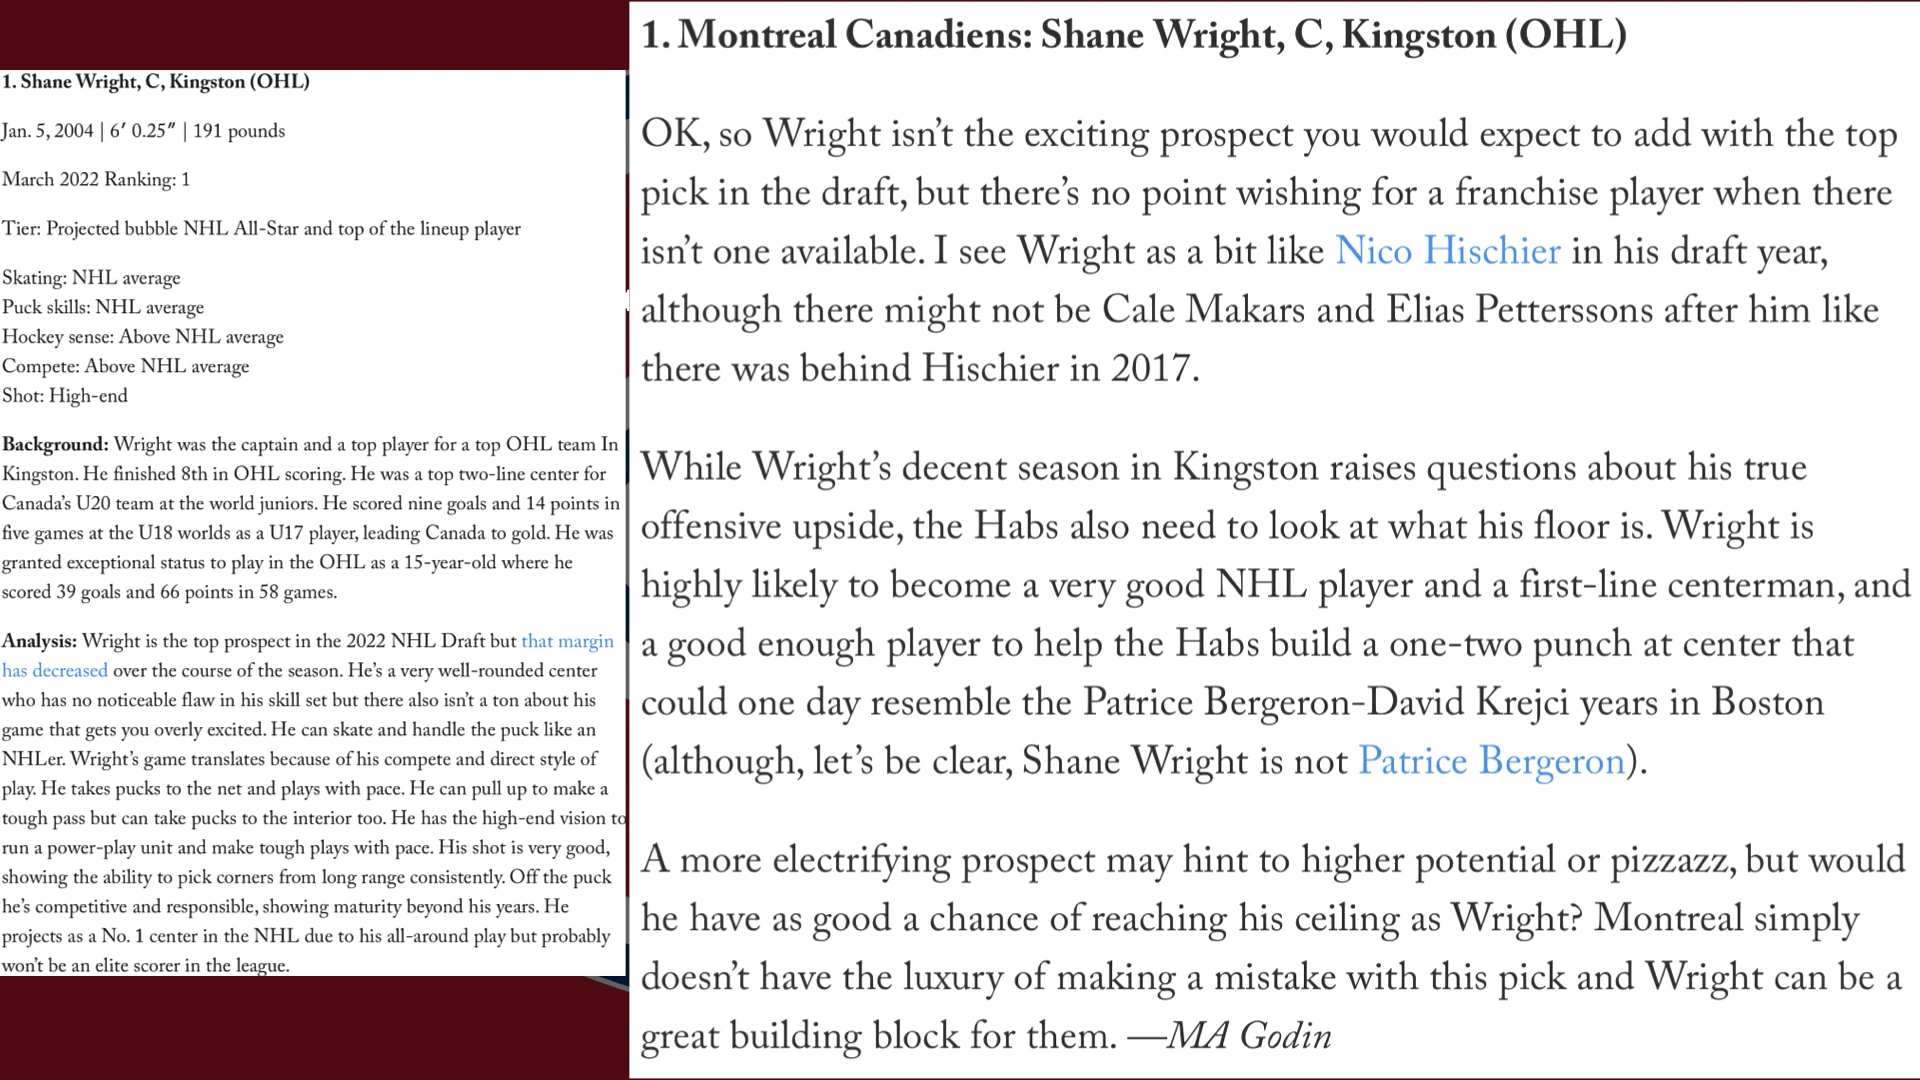 1. Shane Wright, C, Kingston (OHL)
Jan. 5, 2004 | 6′ 0.25″ | 191 pounds
March 2022 Ranking: 1
Tier: Projected bubble NHL All-Star and top of the lineup player
Skating: NHL average
Puck skills: NHL average
Hockey sense: Above NHL average
Compete: Above NHL average
Shot: High-end
Background: Wright was the captain and a top player for a top OHL team In
Kingston. He finished 8th in OHL scoring. He was a top two-line center for
Canada’s U20 team at the world juniors. He scored nine goals and 14 points in
five games at the U18 worlds as a U17 player, leading Canada to gold. He was
granted exceptional status to play in the OHL as a 15-year-old where he
scored 39 goals and 66 points in 58 games.
Analysis: Wright is the top prospect in the 2022 NHL Draft but that margin
has decreased over the course of the season. He’s a very well-rounded center
who has no noticeable flaw in his skill set but there also isn’t a ton about his
game that gets you overly excited. He can skate and handle the puck like an
NHLer. Wright’s game translates because of his compete and direct style of
play. He takes pucks to the net and plays with pace. He can pull up to make a
tough pass but can take pucks to the interior too. He has the high-end vision to
run a power-play unit and make tough plays with pace. His shot is very good,
showing the ability to pick corners from long range consistently. Off the puck
he’s competitive and responsible, showing maturity beyond his years. He
projects as a No. 1 center in the NHL due to his all-around play but probably
won’t be an elite scorer in the league.
1. Montreal Canadiens: Shane Wright, C, Kingston (OHL)
OK, so Wright isn’t the exciting prospect you would expect to add with the top
pick in the draft, but there’s no point wishing for a franchise player when there
isn’t one available. I see Wright as a bit like Nico Hischier in his draft year,
although there might not be Cale Makars and Elias Petterssons after him like
there was behind Hischier in 2017.
While Wright’s decent season in Kingston raises questions about his true
offensive upside, the Habs also need to look at what his floor is. Wright is
highly likely to become a very good NHL player and a first-line centerman, and
a good enough player to help the Habs build a one-two punch at center that
could one day resemble the Patrice Bergeron-David Krejci years in Boston
(although, let’s be clear, Shane Wright is not Patrice Bergeron).
A more electrifying prospect may hint to higher potential or pizzazz, but would
he have as good a chance of reaching his ceiling as Wright? Montreal simply
doesn’t have the luxury of making a mistake with this pick and Wright can be a
great building block for them. —MA Godin